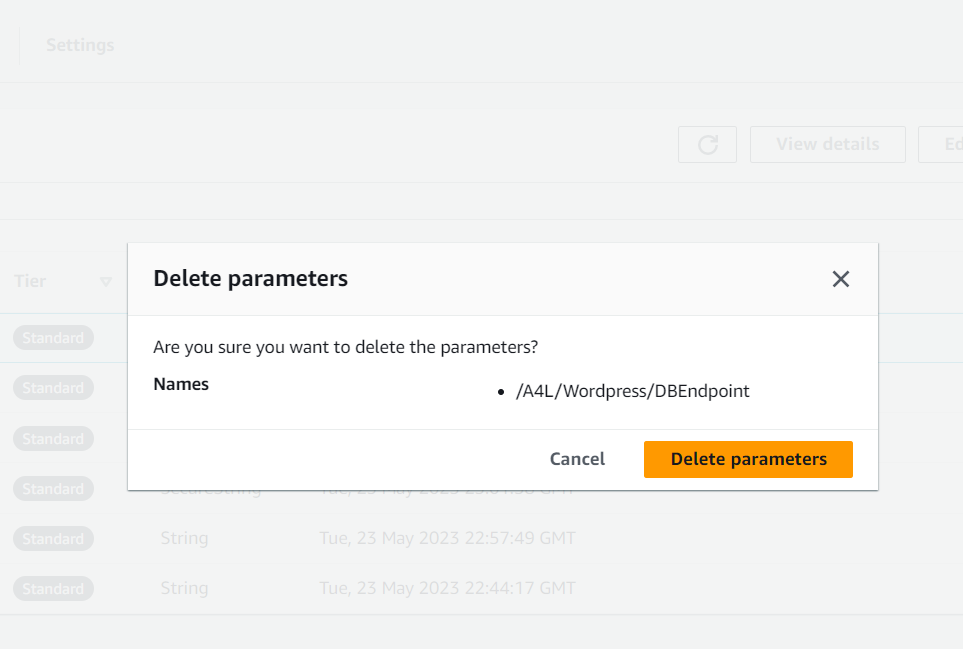 Settings
View details
Ed
Tier
Delete parameters
Standard
Are you sure you want to delete the parameters?
Names
• /A4L/Wordpress/DBEndpoint
Standard
Standard
Cancel
Delete parameters
Standard
Standard String Tue, 23 May 2023 22:57:49 GMT
Standard String Tue, 23 May 2023 22:44:17 GMT